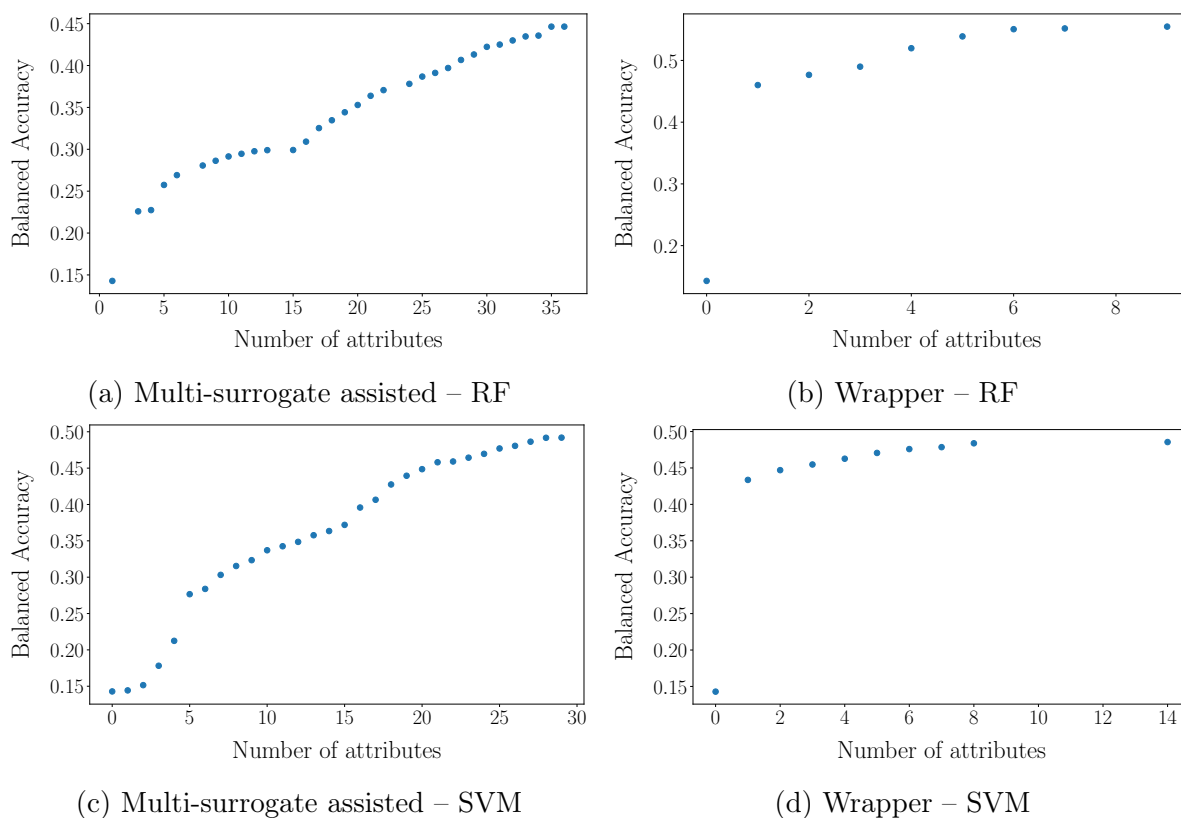 0.45
0.40
0.35
0.30
0.25
0.20
0.15
Balanced Accuracy
0 5 10 15 20 25 30 35
Number of attributes
(a) Multi-surrogate assisted – RF
0.5
0.4
0.3
0.2
Balanced Accuracy
0 2 4 6 8
Number of attributes
(b) Wrapper – RF
0.50
0.45
0.40
0.35
0.30
0.25
0.20
0.15
Balanced Accuracy
0 5 10 15 20 25 30
Number of attributes
(c) Multi-surrogate assisted – SVM
0.50
0.45
0.40
0.35
0.30
0.25
0.20
0.15
Balanced Accuracy
0 2 4 6 8 10 12 14
Number of attributes
(d) Wrapper – SVM